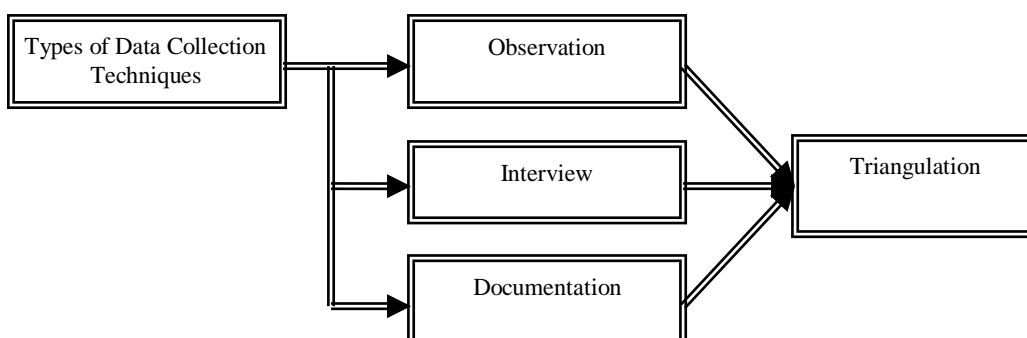 Types of Data Collection
Techniques
Observation
Interview
Documentation
Triangulation